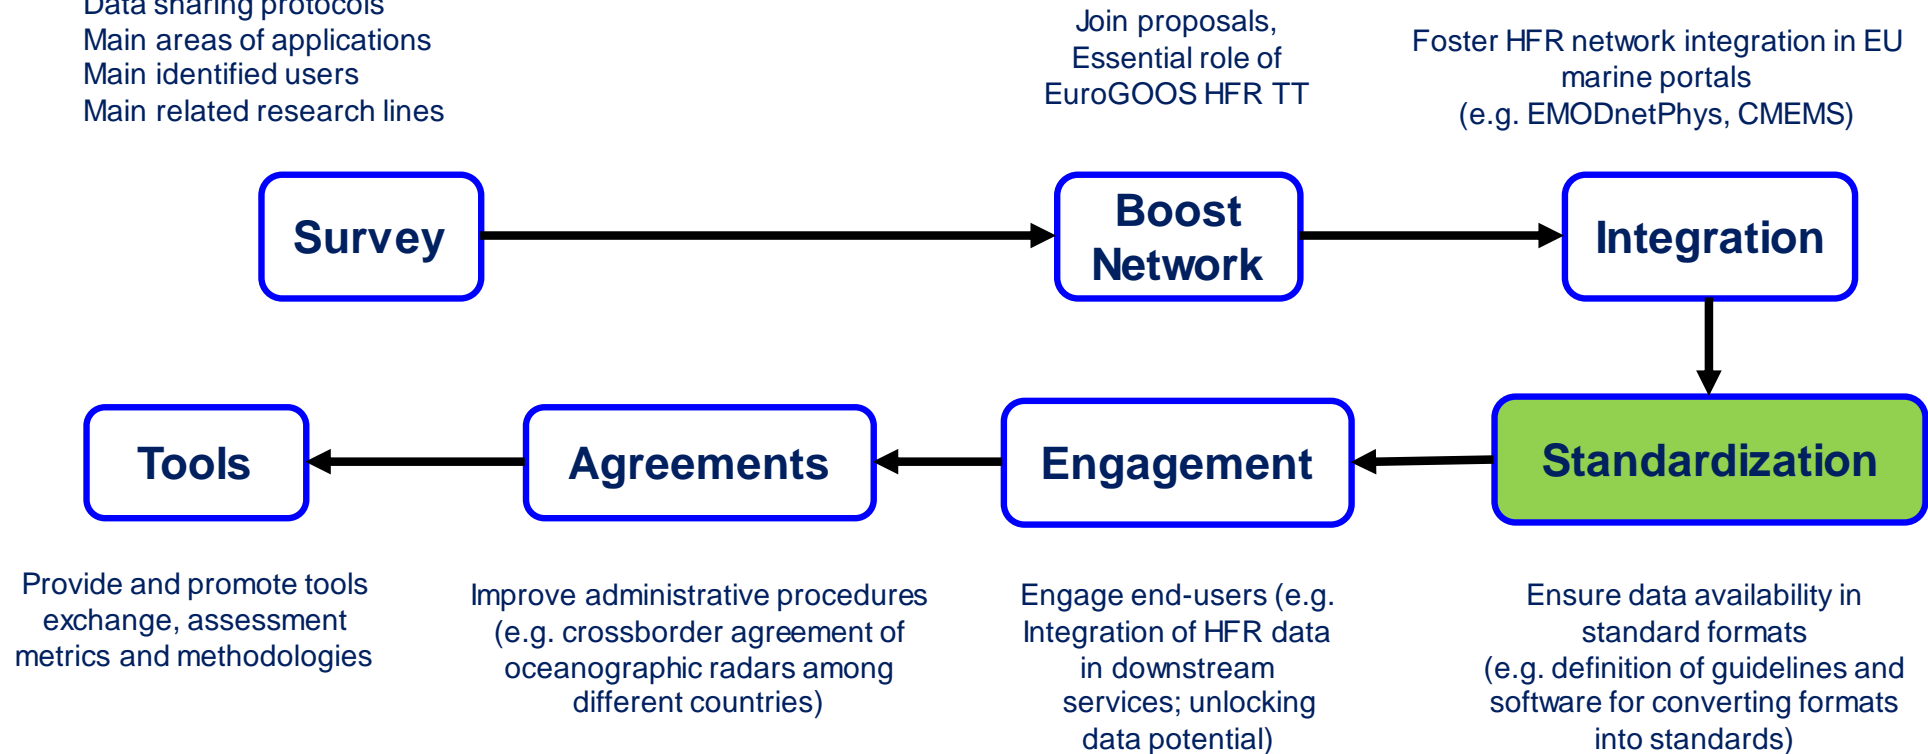 Data sharing protocols
Main areas of applications
Main identified users
Main related research lines
Join proposals,
Essential role of
EuroGOOS HFR TT
Foster HFR network integration in EU
marine portals
(e.g. EMODnetPhys, CMEMS)
Survey
Boost
Network
Integration
Tools
Agreements
Engagement
Standardization
Provide and promote tools
exchange, assessment
metrics and methodologies
Improve administrative procedures
(e.g. crossborder agreement of
oceanographic radars among
different countries)
Engage end-users (e.g.
Integration of HFR data
in downstream
services; unlocking
data potential)
Ensure data availability in
standard formats
(e.g. definition of guidelines and
software for converting formats
into standards)